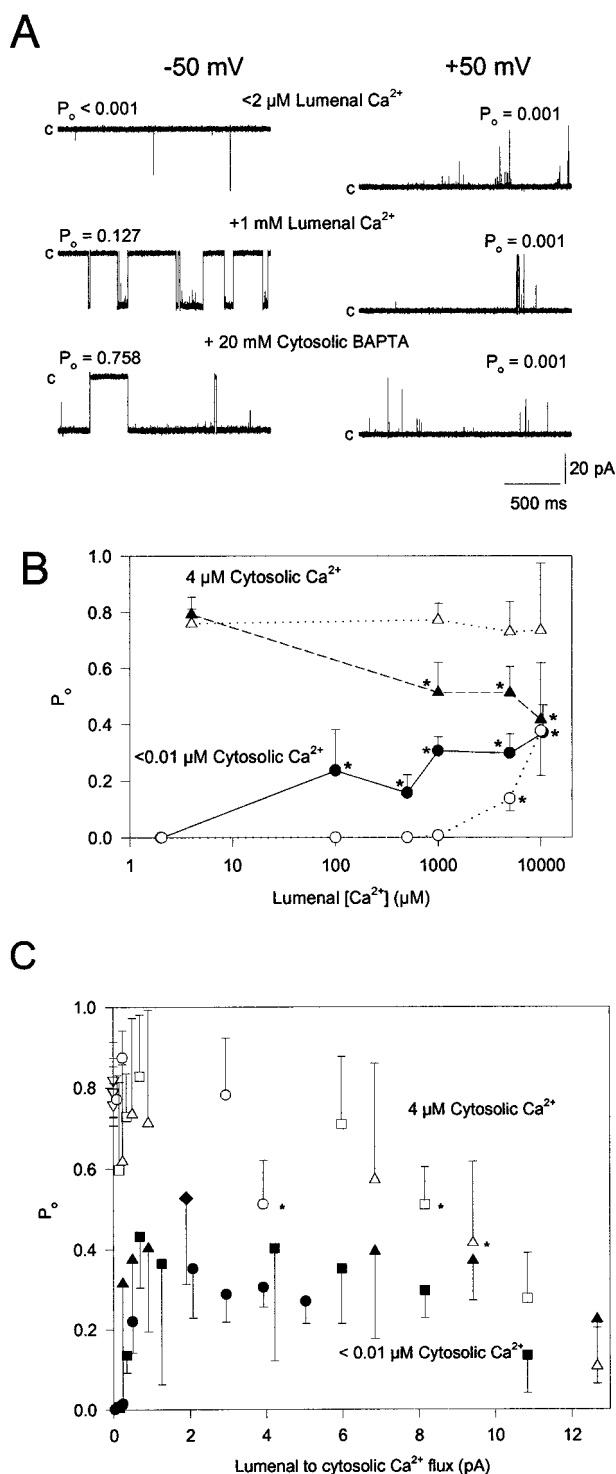 A
-50 mV
+50 mV
<2 µM Lumenal Ca²⁺
Pₒ < 0.001
Pₒ = 0.001
c
c
+1 mM Lumenal Ca²⁺
Pₒ = 0.127
Pₒ = 0.001
c
c
+ 20 mM Cytosolic BAPTA
Pₒ = 0.758
Pₒ = 0.001
c
c
20 pA
500 ms
B
1.0
0.8
0.6
0.4
0.2
0.0
Pₒ
4 µM Cytosolic Ca²⁺
<0.01 µM Cytosolic Ca²⁺
* * * * * * * * *
1 10 100 1000 10000
Lumenal [Ca²⁺] (µM)
C
1.0
0.8
0.6
0.4
0.2
0.0
Pₒ
4 µM Cytosolic Ca²⁺
* * *
< 0.01 µM Cytosolic Ca²⁺
0 2 4 6 8 10 12
Lumenal to cytosolic Ca²⁺ flux (pA)